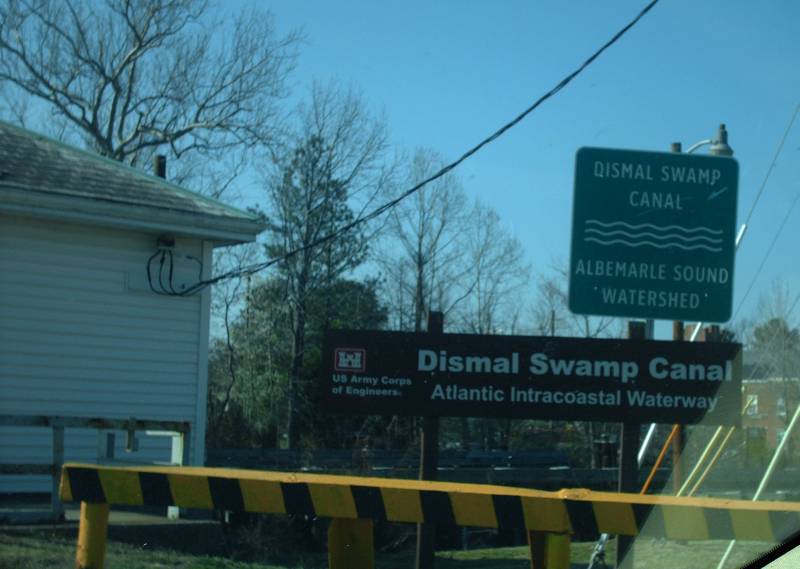 DISMAL SWAMP
CANAL
ALBEMARLE SOUND
WATERSHED
Dismal Swamp Canal
US Army Corps
of Engineers®
Atlantic Intracoastal Waterway